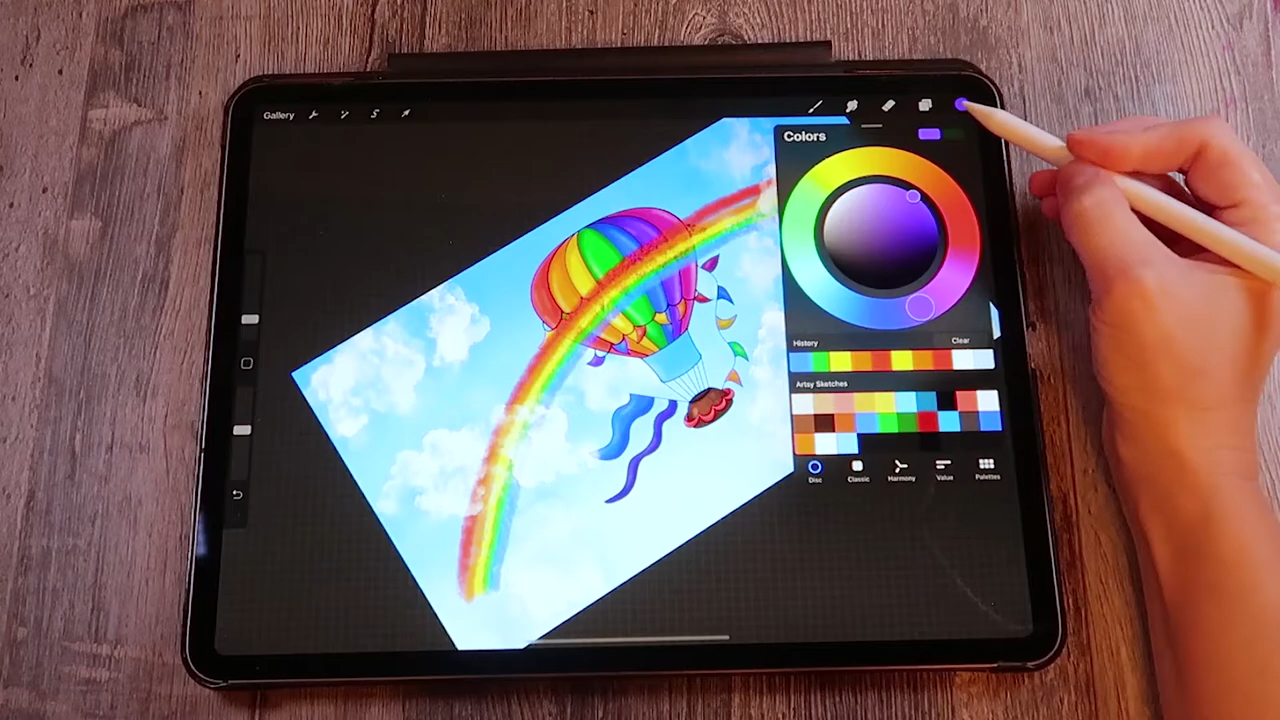 Gallery
Colors
History Clear
Artsy Sketches
Disc Classic Harmony Value Palettes